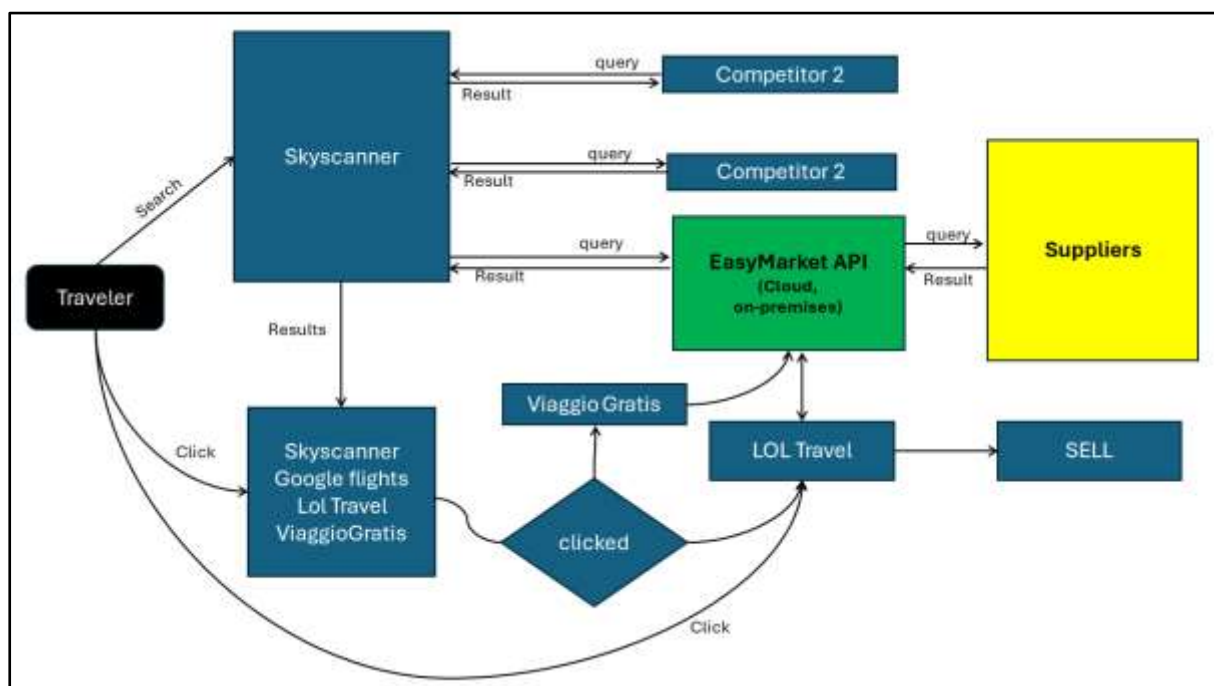 query
Competitor 2
Result
Skyscanner
query
Competitor 2
Result
Search
query
EasyMarket API
(Cloud,
on-premises)
Result
query
Suppliers
Result
Traveler
Results
Viaggio Gratis
Click
Skyscanner
Google flights
Lol Travel
ViaggioGratis
clicked
LOL Travel
SELL
Click